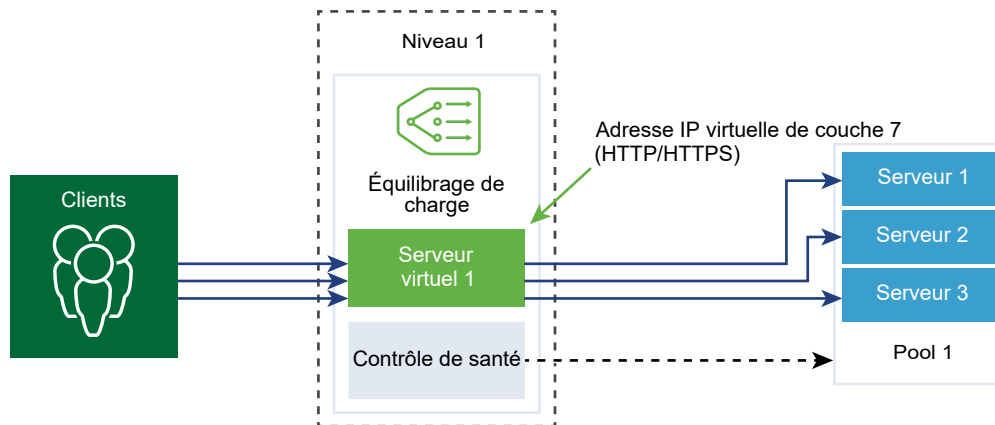 Niveau 1
Équilibrage de
charge
Adresse IP virtuelle de couche 7
(HTTP/HTTPS)
Clients
Serveur
virtuel 1
Contrôle de santé
Serveur 1
Serveur 2
Serveur 3
Pool 1